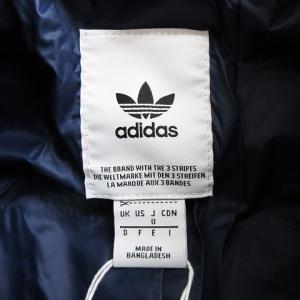 adidas
THE BRAND WITH THE 3 STRIPES
DIE WELTMARKE MIT DEN 3 STREIFEN
LA MARQUE AUX 3 BANDES
UK US J CDN
O
D F E I
MADE IN
BANGLADESH